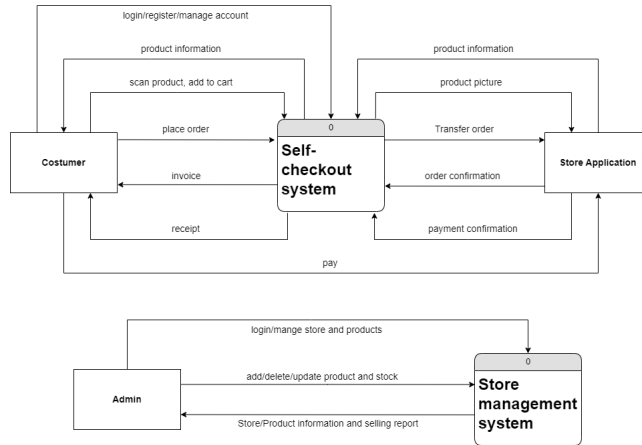 login/register/manage account
product information
product information
scan product, add to cart
product picture
0
place order
Transfer order
Costumer
Self-
checkout
system
Store Application
invoice
order confirmation
receipt
payment confirmation
pay
login/mange store and products
0
add/delete/update product and stock
Admin
Store
management
system
Store/Product information and selling report